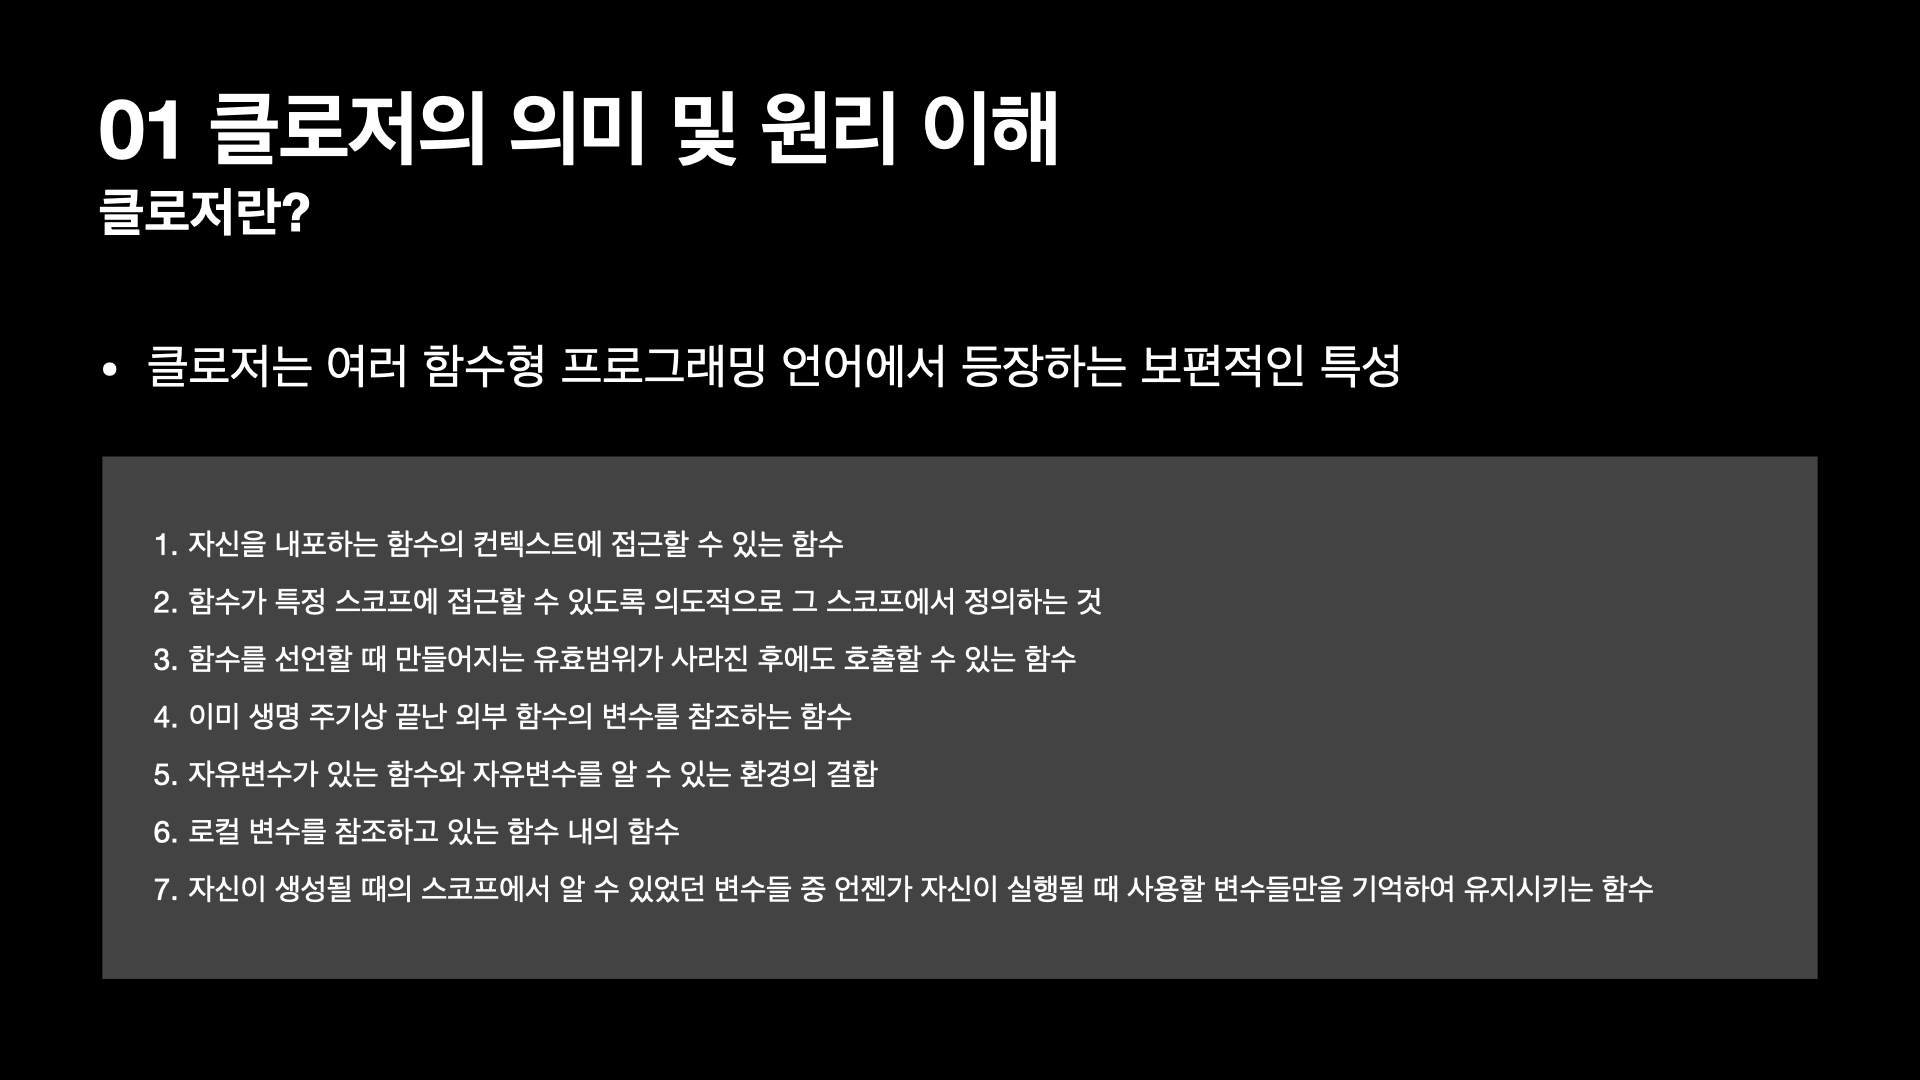 01 클로저의 의미 및 원리 이해
클로저란?
• 클로저는 여러 함수형 프로그래밍 언어에서 등장하는 보편적인 특성
1. 자신을 내포하는 함수의 컨텍스트에 접근할 수 있는 함수
2. 함수가 특정 스코프에 접근할 수 있도록 의도적으로 그 스코프에서 정의하는 것
3. 함수를 선언할 때 만들어지는 유효범위가 사라진 후에도 호출할 수 있는 함수
4. 이미 생명 주기상 끝난 외부 함수의 변수를 참조하는 함수
5. 자유변수가 있는 함수와 자유변수를 알 수 있는 환경의 결합
6. 로컬 변수를 참조하고 있는 함수 내의 함수
7. 자신이 생성될 때의 스코프에서 알 수 있었던 변수들 중 언젠가 자신이 실행될 때 사용할 변수들만을 기억하여 유지시키는 함수